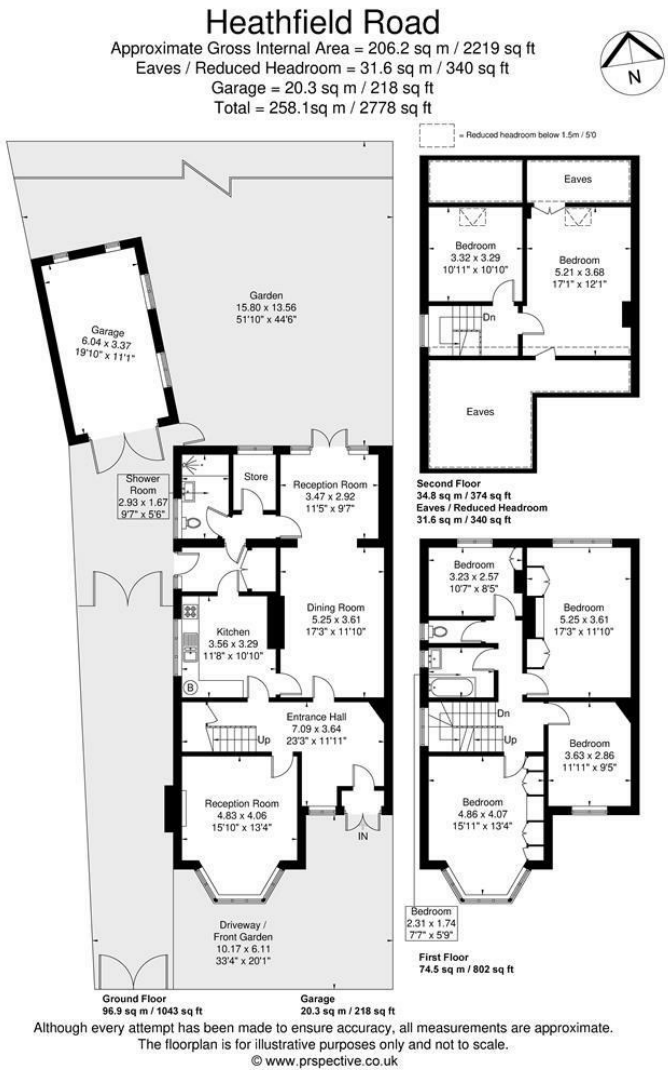 Heathfield Road
Approximate Gross Internal Area = 206.2 sq m / 2219 sq ft
Eaves / Reduced Headroom = 31.6 sq m / 340 sq ft
Garage = 20.3 sq m / 218 sq ft
Total = 258.1sq m / 2778 sq ft
N
= Reduced headroom below 1.5m / 5'0
Eaves
Bedroom
3.32 x 3.29
10'11" x 10'10"
Bedroom
5.21 x 3.68
17'1" x 12'1"
Dn
Eaves
Second Floor
34.8 sq m / 374 sq ft
Eaves / Reduced Headroom
31.6 sq m / 340 sq ft
Garden
15.80 x 13.56
51'10" x 44'6"
Garage
6.04 x 3.37
19'10" x 11'1"
Shower
Room
2.93 x 1.67
9'7" x 5'6"
Store
Reception Room
3.47 x 2.92
11'5" x 9'7"
Dining Room
5.25 x 3.61
17'3" x 11'10"
Kitchen
3.56 x 3.29
11'8" x 10'10"
B
Entrance Hall
7.09 x 3.64
23'3" x 11'11"
Up
Reception Room
4.83 x 4.06
15'10" x 13'4"
IN
Driveway /
Front Garden
10.17 x 6.11
33'4" x 20'1"
Bedroom
3.23 x 2.57
10'7" x 8'5"
Bedroom
5.25 x 3.61
17'3" x 11'10"
Dn
Up
Bedroom
3.63 x 2.86
11'11" x 9'5"
Bedroom
4.86 x 4.07
15'11" x 13'4"
Bedroom
2.31 x 1.74
7'7" x 5'9"
First Floor
74.5 sq m / 802 sq ft
Ground Floor
96.9 sq m / 1043 sq ft
Garage
20.3 sq m / 218 sq ft
Although every attempt has been made to ensure accuracy, all measurements are approximate.
The floorplan is for illustrative purposes only and not to scale.
© www.prspective.co.uk